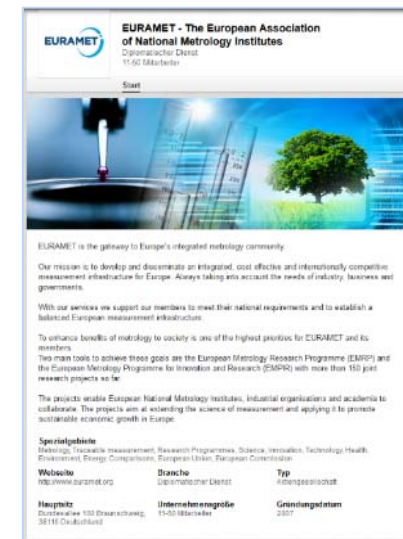 EURAMET
EURAMET - The European Association
of National Metrology Institutes
Diplomatischer Dienst
11-50 Mitarbeiter
Start
EURAMET is the gateway to Europe's integrated metrology community.
Our mission is to develop and disseminate an integrated, cost effective and internationally competitive
measurement infrastructure for Europe. Always taking into account the needs of industry, business and
governments.
With our services we support our members to meet their national requirements and to establish a
balanced European measurement infrastructure.
To enhance benefits of metrology to society is one of the highest priorities for EURAMET and its
members.
Two main tools to achieve these goals are the European Metrology Research Programme (EMRP) and
the European Metrology Programme for Innovation and Research (EMPIR) with more than 150 joint
research projects so far.
The projects enable European National Metrology Institutes, industrial organisations and academia to
collaborate. The projects aim at extending the science of measurement and applying it to promote
sustainable economic growth in Europe.
Spezialgebiete
Metrology, Traceable measurement, Research Programmes, Science, Innovation, Technology, Health,
Environment, Energy, Comparisons, European Union, European Commission
Webseite Branche Typ
http://www.euramet.org Diplomatischer Dienst Aktiengesellschaft
Hauptsitz Unternehmensgröße Gründungsdatum
Bundesallee 100 Braunschweig, 11-50 Mitarbeiter 2007
38116 Deutschland